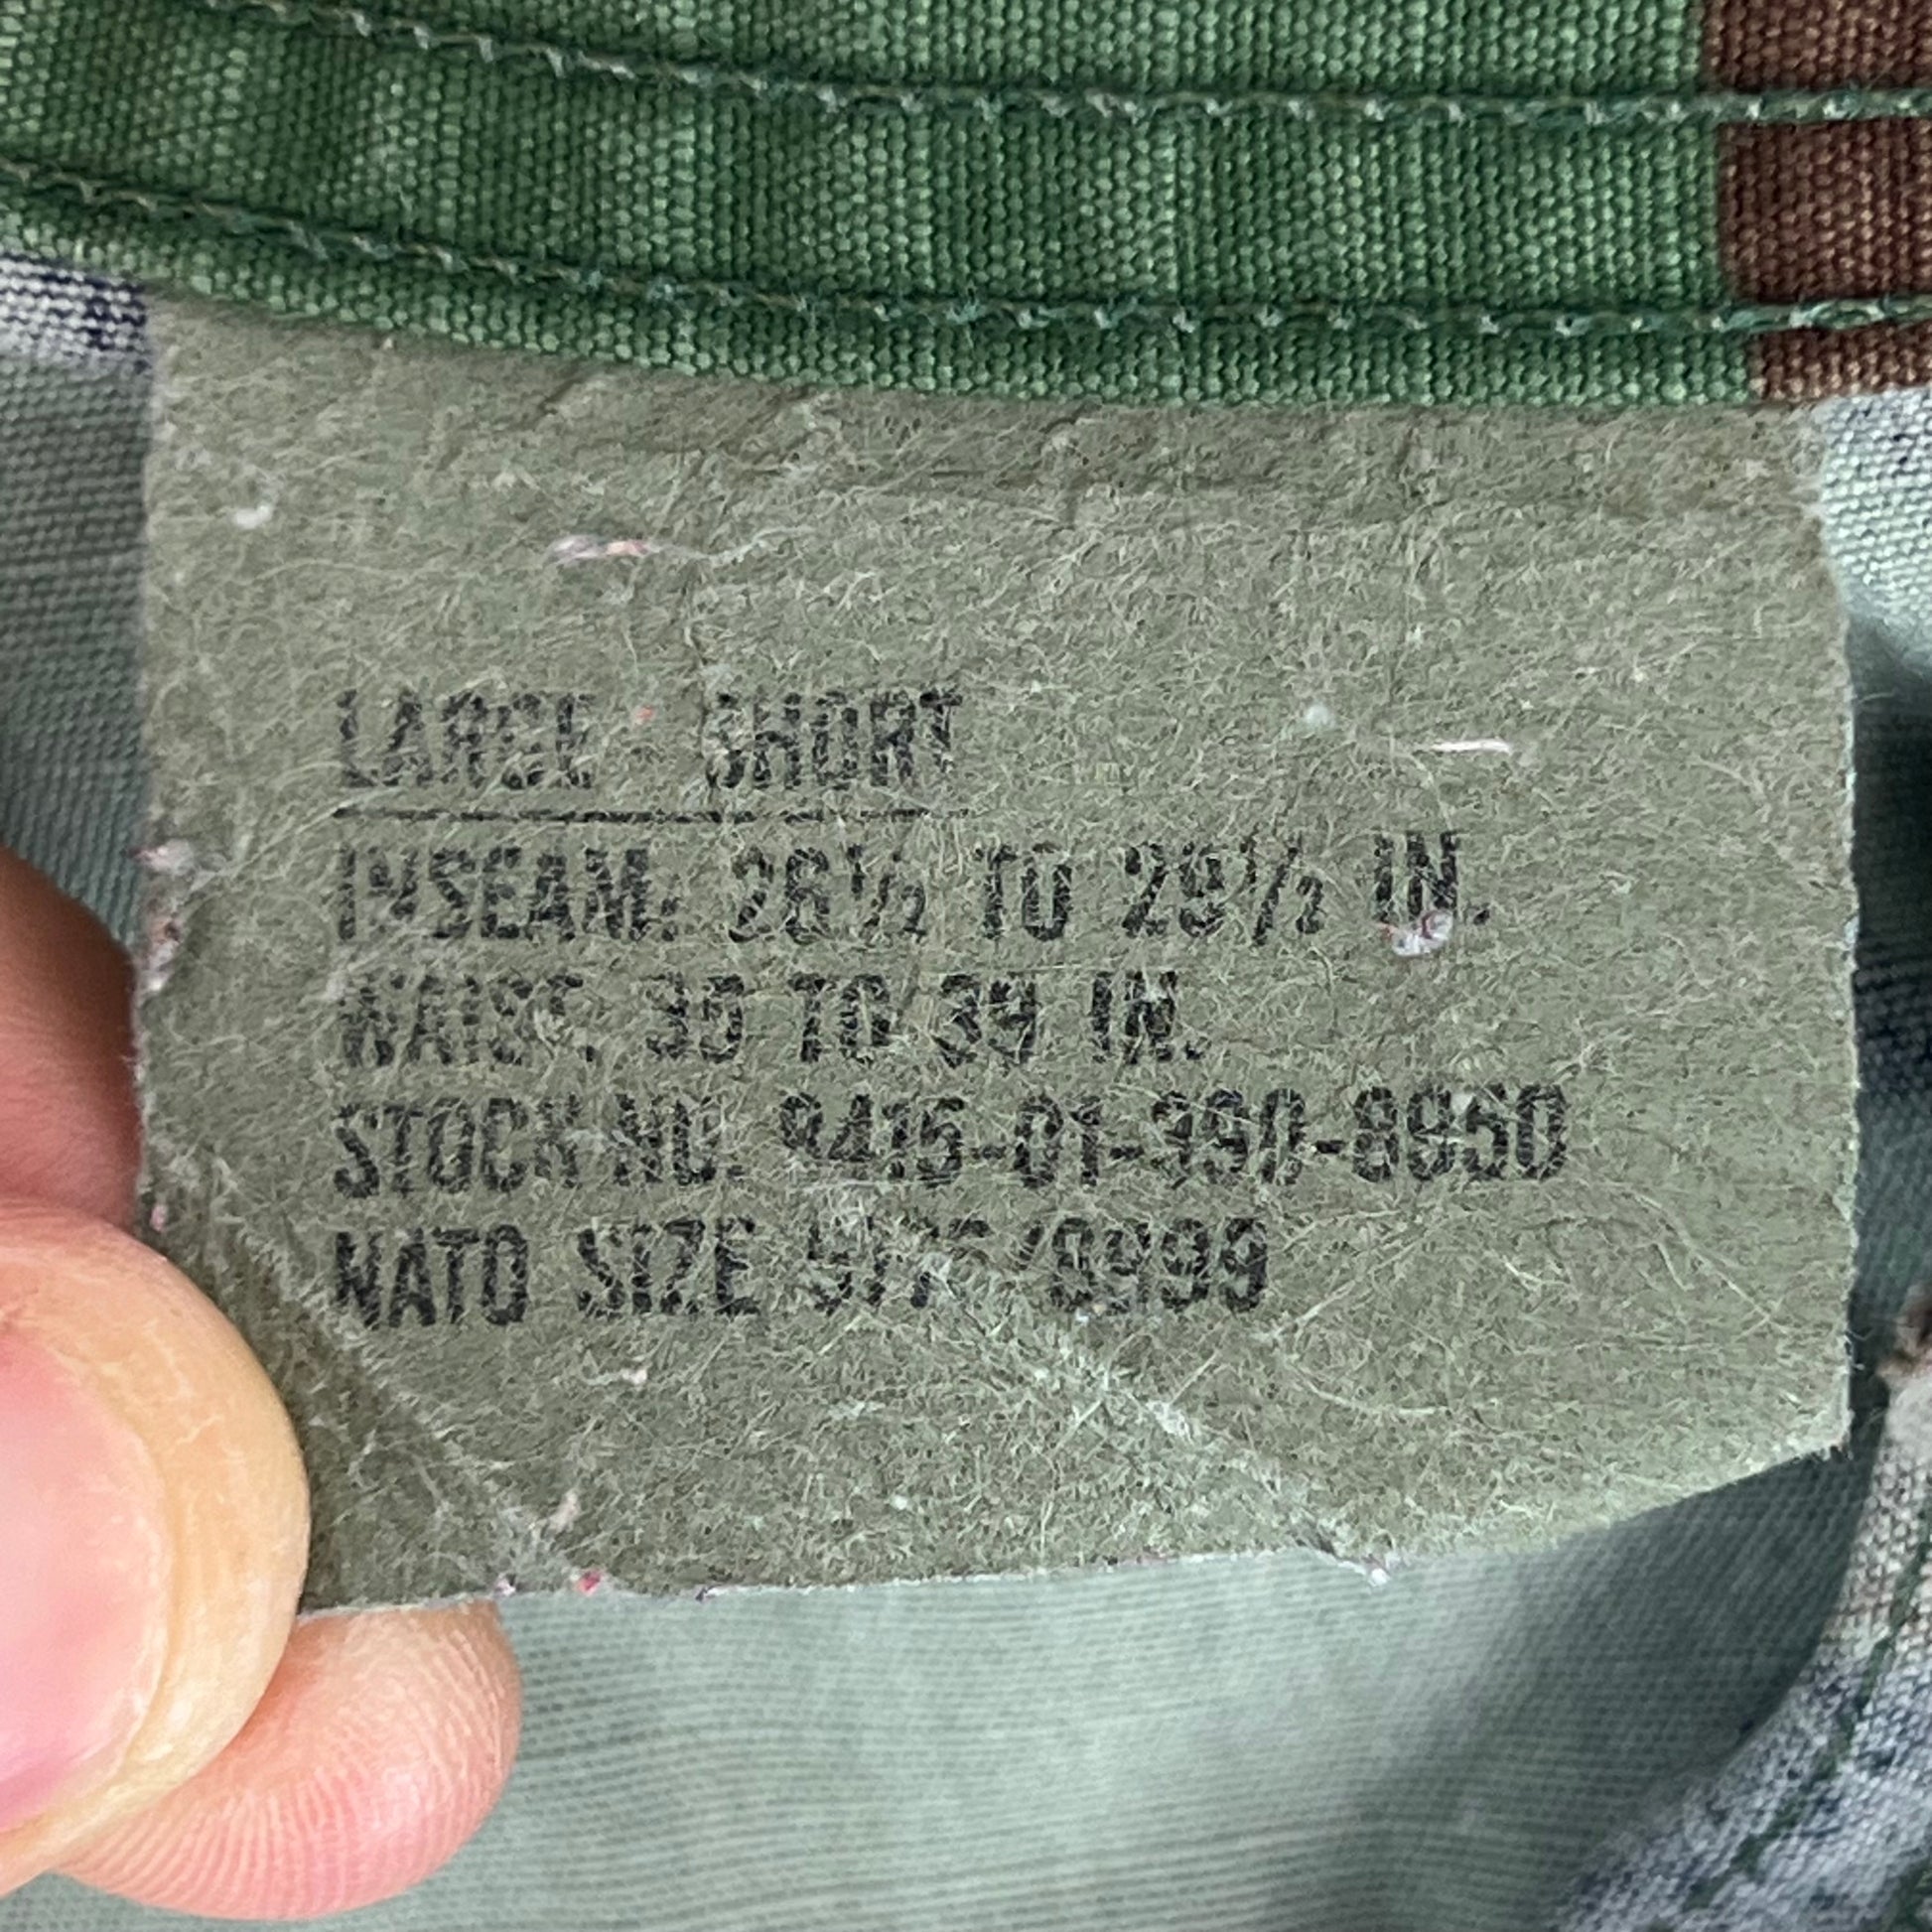 LARGE - SHORT
INSEAM: 26½ TO 29½ IN.
WAIST: 35 TO 39 IN.
STOCK NO. 8415-01-390-8950
NATO SIZE